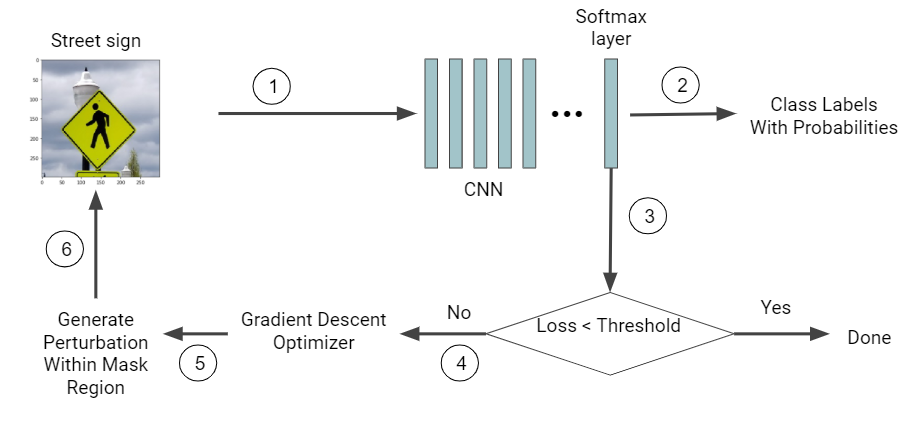 Softmax
layer
Street sign
0
50
100
150
200
250
0 50 100 150 200 250
1
2
Class Labels
With Probabilities
CNN
3
6
Generate
Perturbation
Within Mask
Region
5
Gradient Descent
Optimizer
No
4
Loss < Threshold
Yes
Done